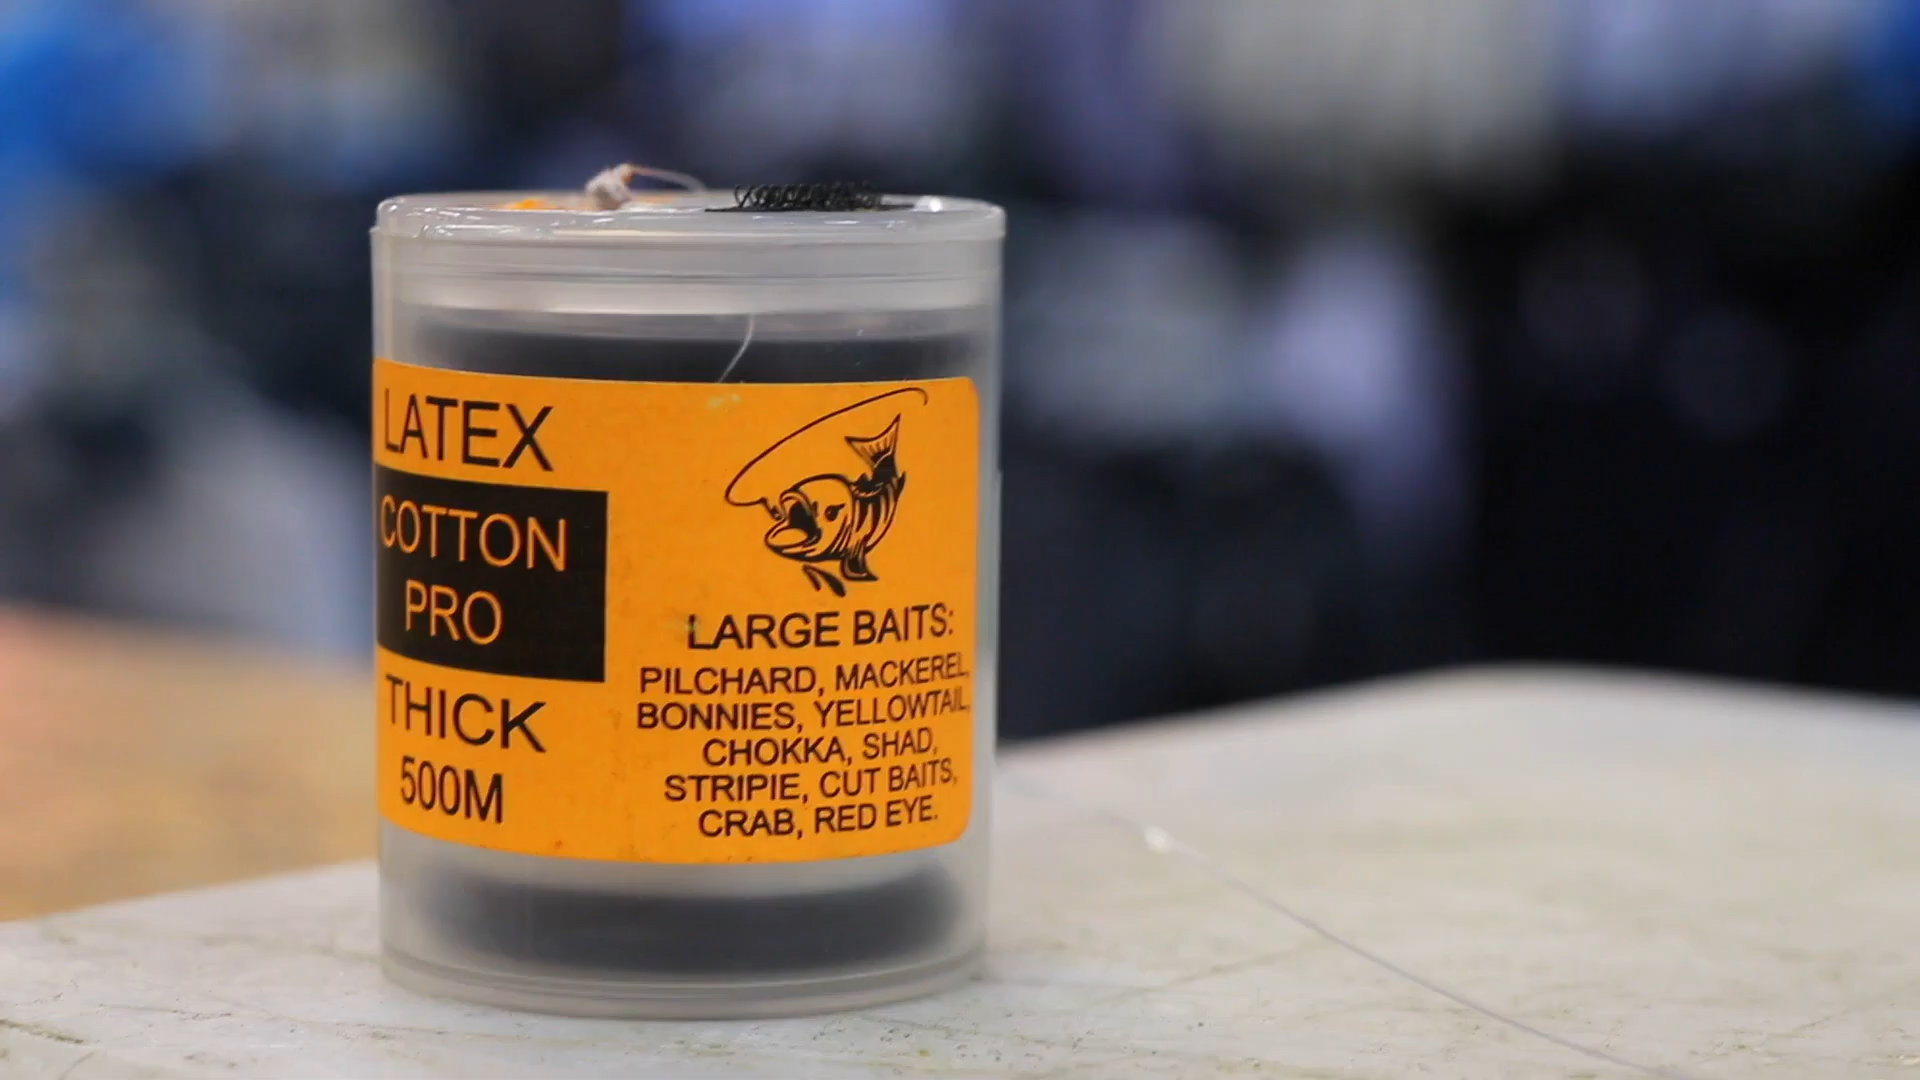 LATEX
COTTON
PRO
THICK
500M
LARGE BAITS:
PILCHARD, MACKEREL,
BONNIES, YELLOWTAIL,
CHOKKA, SHAD,
STRIPIE, CUT BAITS,
CRAB, RED EYE.